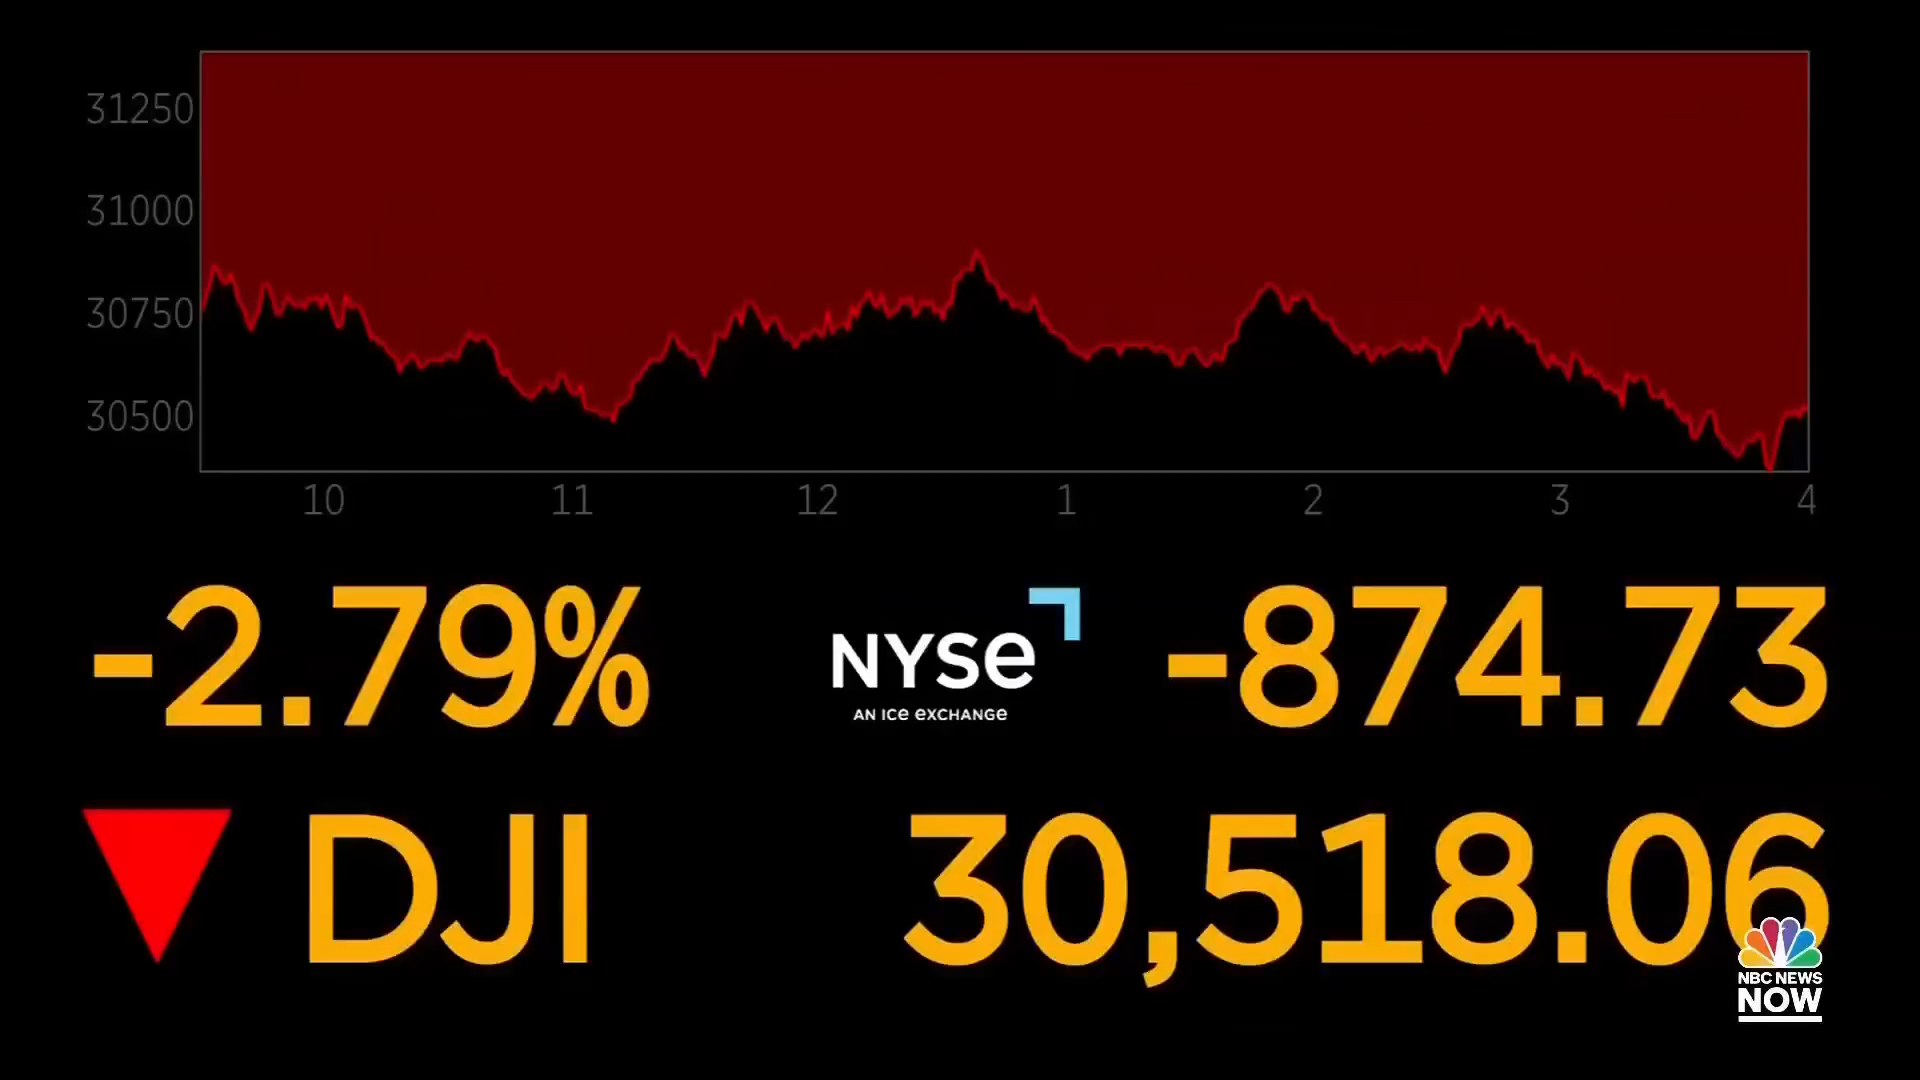 31250
31000
30750
30500
10 11 12 1 2 3 4
-2.79% NYSE -874.73
AN ICE EXCHANGE
DJI 30,518.06
NBC NEWS
NOW